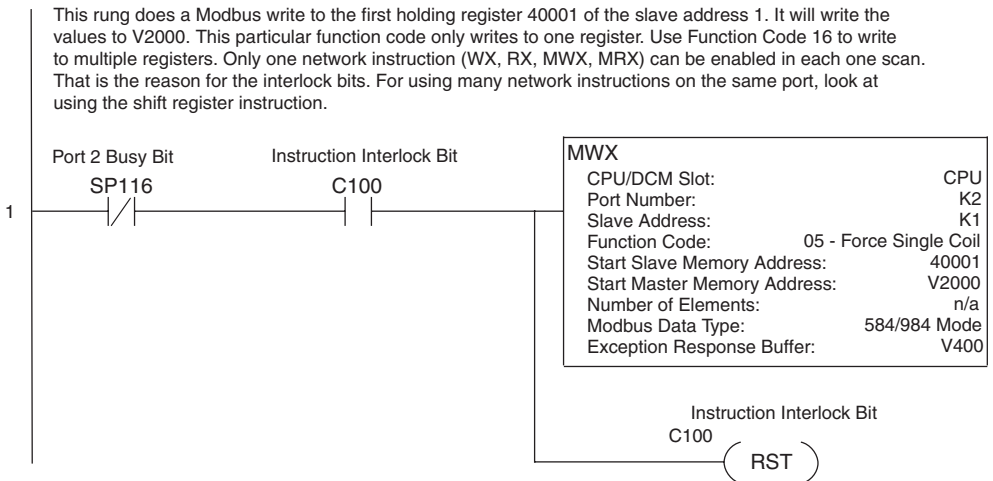 This rung does a Modbus write to the first holding register 40001 of the slave address 1. It will write the
values to V2000. This particular function code only writes to one register. Use Function Code 16 to write
to multiple registers. Only one network instruction (WX, RX, MWX, MRX) can be enabled in each one scan.
That is the reason for the interlock bits. For using many network instructions on the same port, look at
using the shift register instruction.
Port 2 Busy Bit
SP116
Instruction Interlock Bit
C100
1
MWX
CPU/DCM Slot: CPU
Port Number: K2
Slave Address: K1
Function Code: 05 - Force Single Coil
Start Slave Memory Address: 40001
Start Master Memory Address: V2000
Number of Elements: n/a
Modbus Data Type: 584/984 Mode
Exception Response Buffer: V400
Instruction Interlock Bit
C100
RST